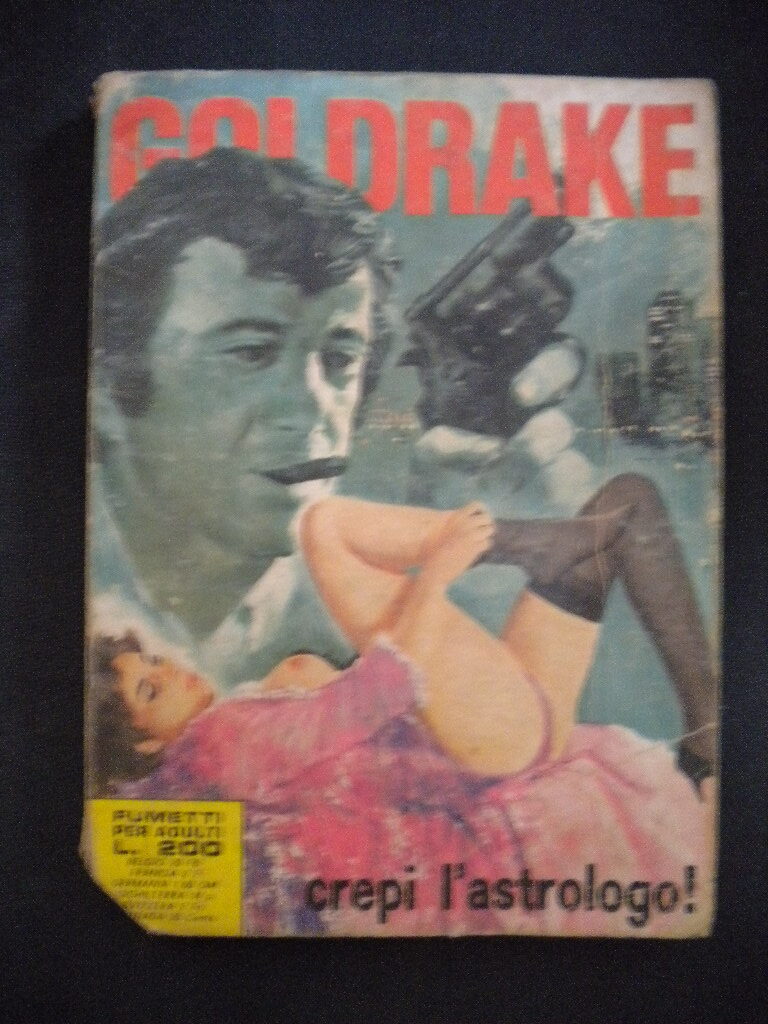 GOLDRAKE
FUMETTI
PER ADULTI
L. 200
crepi l'astrologo!